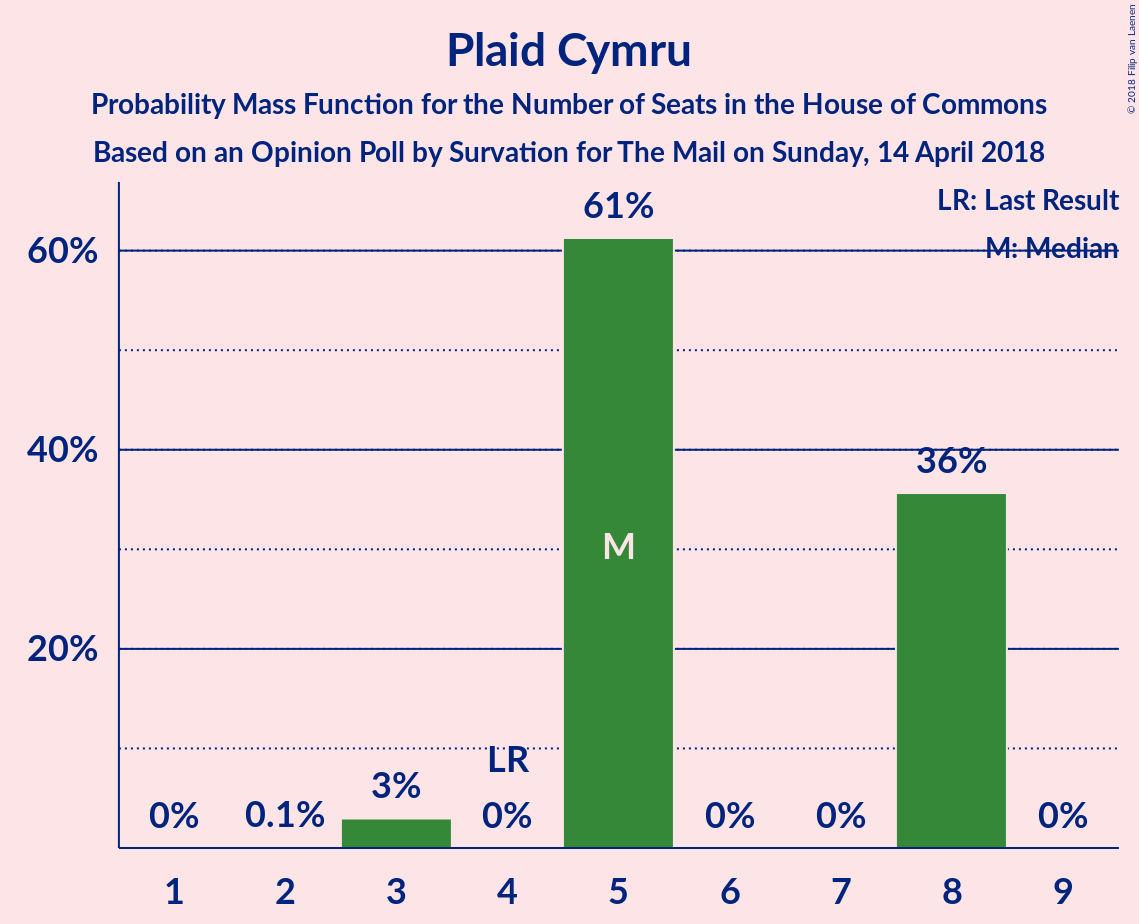 Plaid Cymru
Probability Mass Function for the Number of Seats in the House of Commons
Based on an Opinion Poll by Survation for The Mail on Sunday, 14 April 2018
© 2018 Filip van Laenen
LR: Last Result
M: Median
61%
60%
40%
36%
M
20%
LR
3%
0% 0.1% 0% 0% 0% 0%
1 2 3 4 5 6 7 8 9